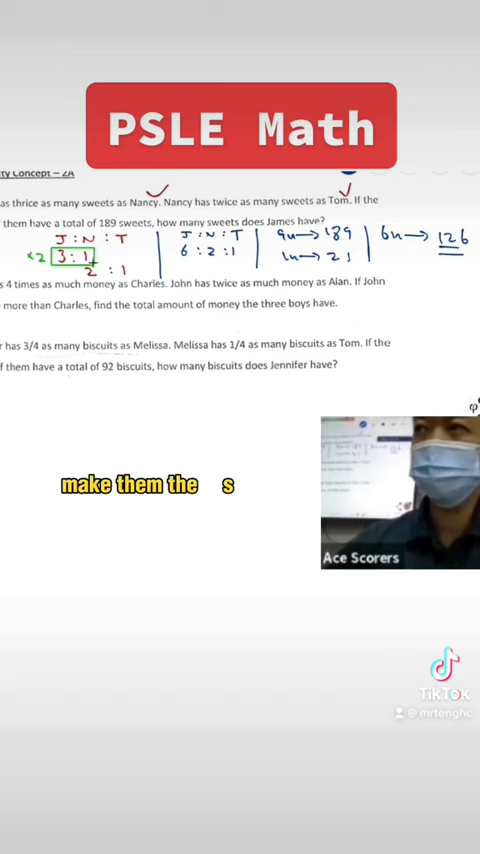 PSLE Math
ty Concept – 2A
as thrice as many sweets as Nancy. Nancy has twice as many sweets as Tom. If the
f them have a total of 189 sweets, how many sweets does James have?
J : N : T
×2 3 : 1
2 : 1
J : N : T
6 : 2 : 1
9u → 189
1u → 21
6u → 126
s 4 times as much money as Charles. John has twice as much money as Alan. If John
more than Charles, find the total amount of money the three boys have.
r has 3/4 as many biscuits as Melissa. Melissa has 1/4 as many biscuits as Tom. If the
f them have a total of 92 biscuits, how many biscuits does Jennifer have?
make them the s
Ace Scorers
TikTok
@mrtenghc